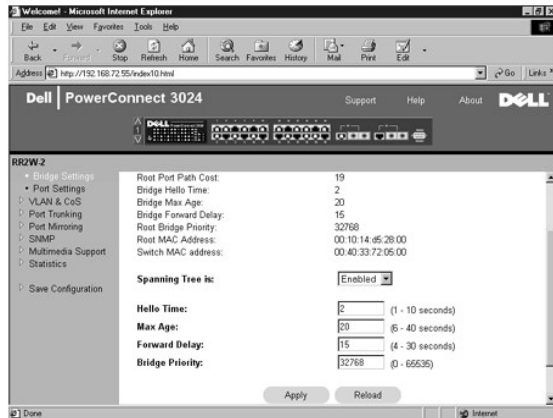 Welcome! - Microsoft Internet Explorer
File Edit View Favorites Tools Help
Back Forward Stop Refresh Home Search Favorites History Mail Print Edit
Address http://192.168.72.55/index10.html Go Links
Dell PowerConnect 3024 Support Help About DELL
DELL
RR2W-2
Bridge Settings
Port Settings
VLAN & CoS
Port Trunking
Port Mirroring
SNMP
Multimedia Support
Statistics
Save Configuration
Root Port Path Cost: 19
Bridge Hello Time: 2
Bridge Max Age: 20
Bridge Forward Delay: 15
Root Bridge Priority: 32768
Root MAC Address: 00:10:14:d5:28:00
Switch MAC address: 00:40:33:72:05:00
Spanning Tree is: Enabled
Hello Time: 2 (1 - 10 seconds)
Max Age: 20 (6 - 40 seconds)
Forward Delay: 15 (4 - 30 seconds)
Bridge Priority: 32768 (0 - 65535)
Apply Reload
Done Internet